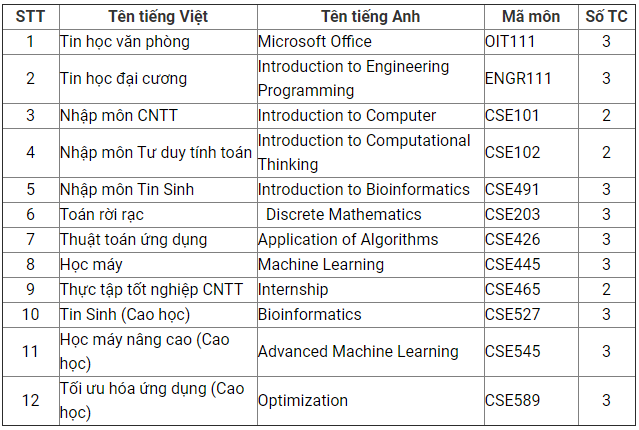 STT Tên tiếng Việt Tên tiếng Anh Mã môn Số TC
1 Tin học văn phòng Microsoft Office OIT111 3
2 Tin học đại cương Introduction to Engineering Programming ENGR111 3
3 Nhập môn CNTT Introduction to Computer CSE101 2
4 Nhập môn Tư duy tính toán Introduction to Computational Thinking CSE102 2
5 Nhập môn Tin Sinh Introduction to Bioinformatics CSE491 3
6 Toán rời rạc Discrete Mathematics CSE203 3
7 Thuật toán ứng dụng Application of Algorithms CSE426 3
8 Học máy Machine Learning CSE445 3
9 Thực tập tốt nghiệp CNTT Internship CSE465 2
10 Tin Sinh (Cao học) Bioinformatics CSE527 3
11 Học máy nâng cao (Cao học) Advanced Machine Learning CSE545 3
12 Tối ưu hóa ứng dụng (Cao học) Optimization CSE589 3